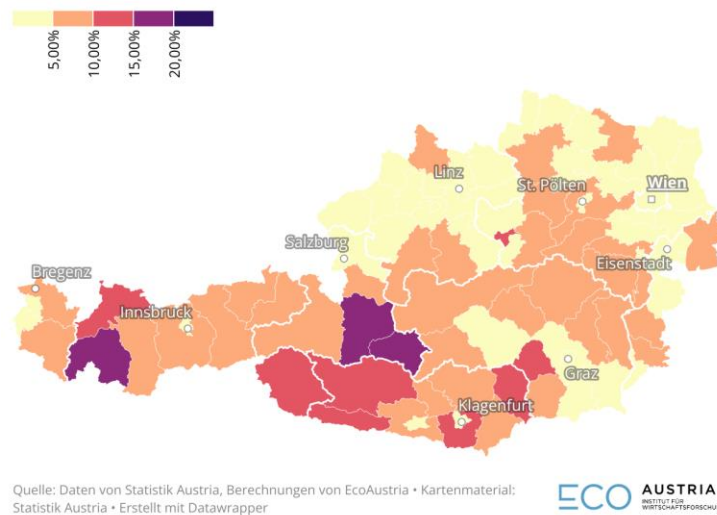 5,00%
10,00%
15,00%
20,00%
Linz
St. Pölten
Wien
Salzburg
Eisenstadt
Bregenz
Innsbruck
Graz
Klagenfurt
Quelle: Daten von Statistik Austria, Berechnungen von EcoAustria • Kartenmaterial:
Statistik Austria • Erstellt mit Datawrapper
ECO AUSTRIA
INSTITUT FÜR
WIRTSCHAFTSFORSCHU